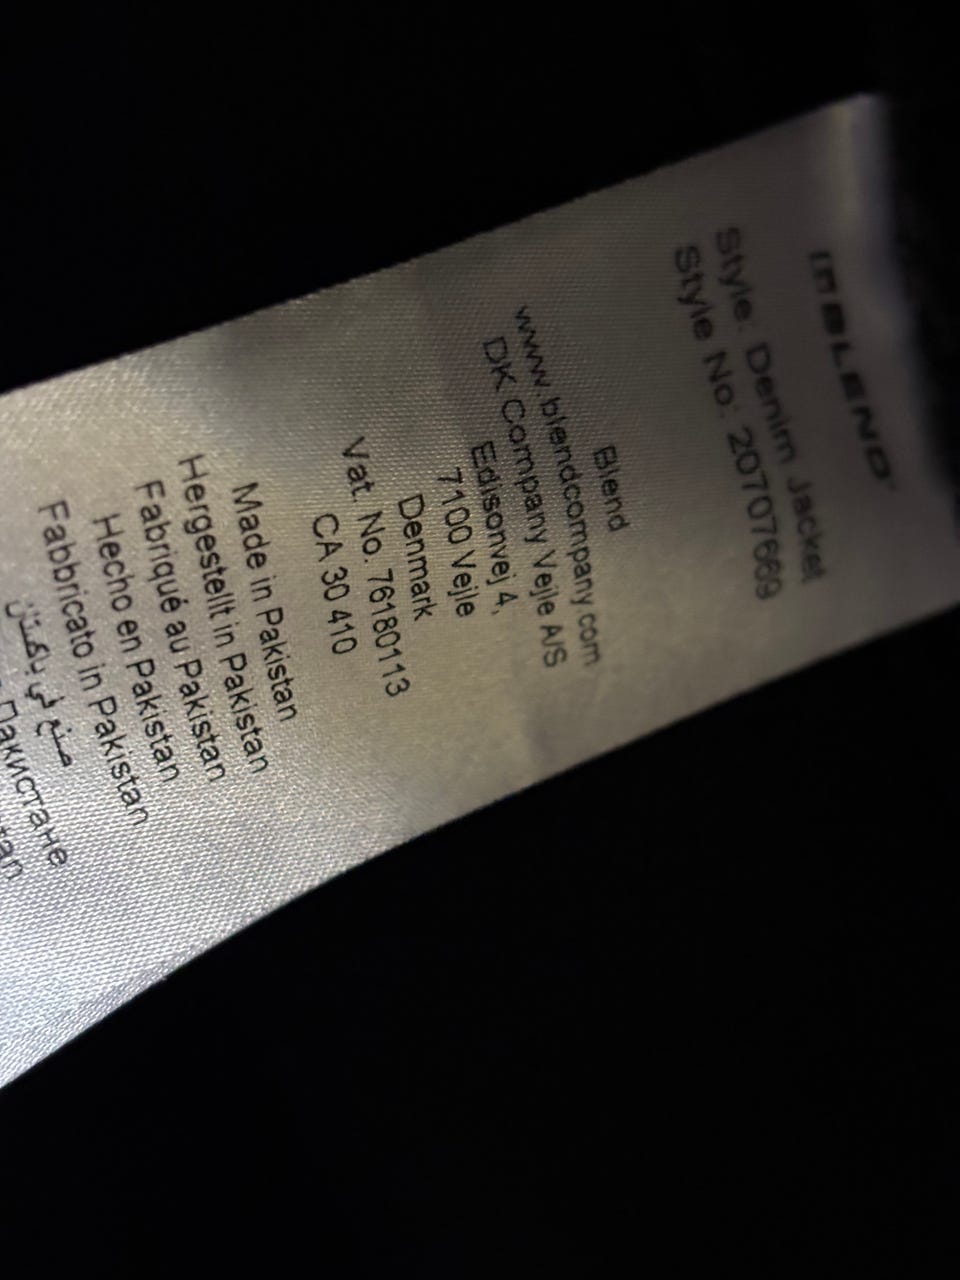 BLEND
Style: Denim Jacket
Style No: 20707669
Blend
www.blendcompany.com
DK Company Vejle A/S
Edisonvej 4,
7100 Vejle
Denmark
Vat. No. 76180113
CA 30 410
Made in Pakistan
Hergestellt in Pakistan
Fabriqué au Pakistan
Hecho en Pakistan
Fabbricato in Pakistan
صنع في باكستان
Пакистане